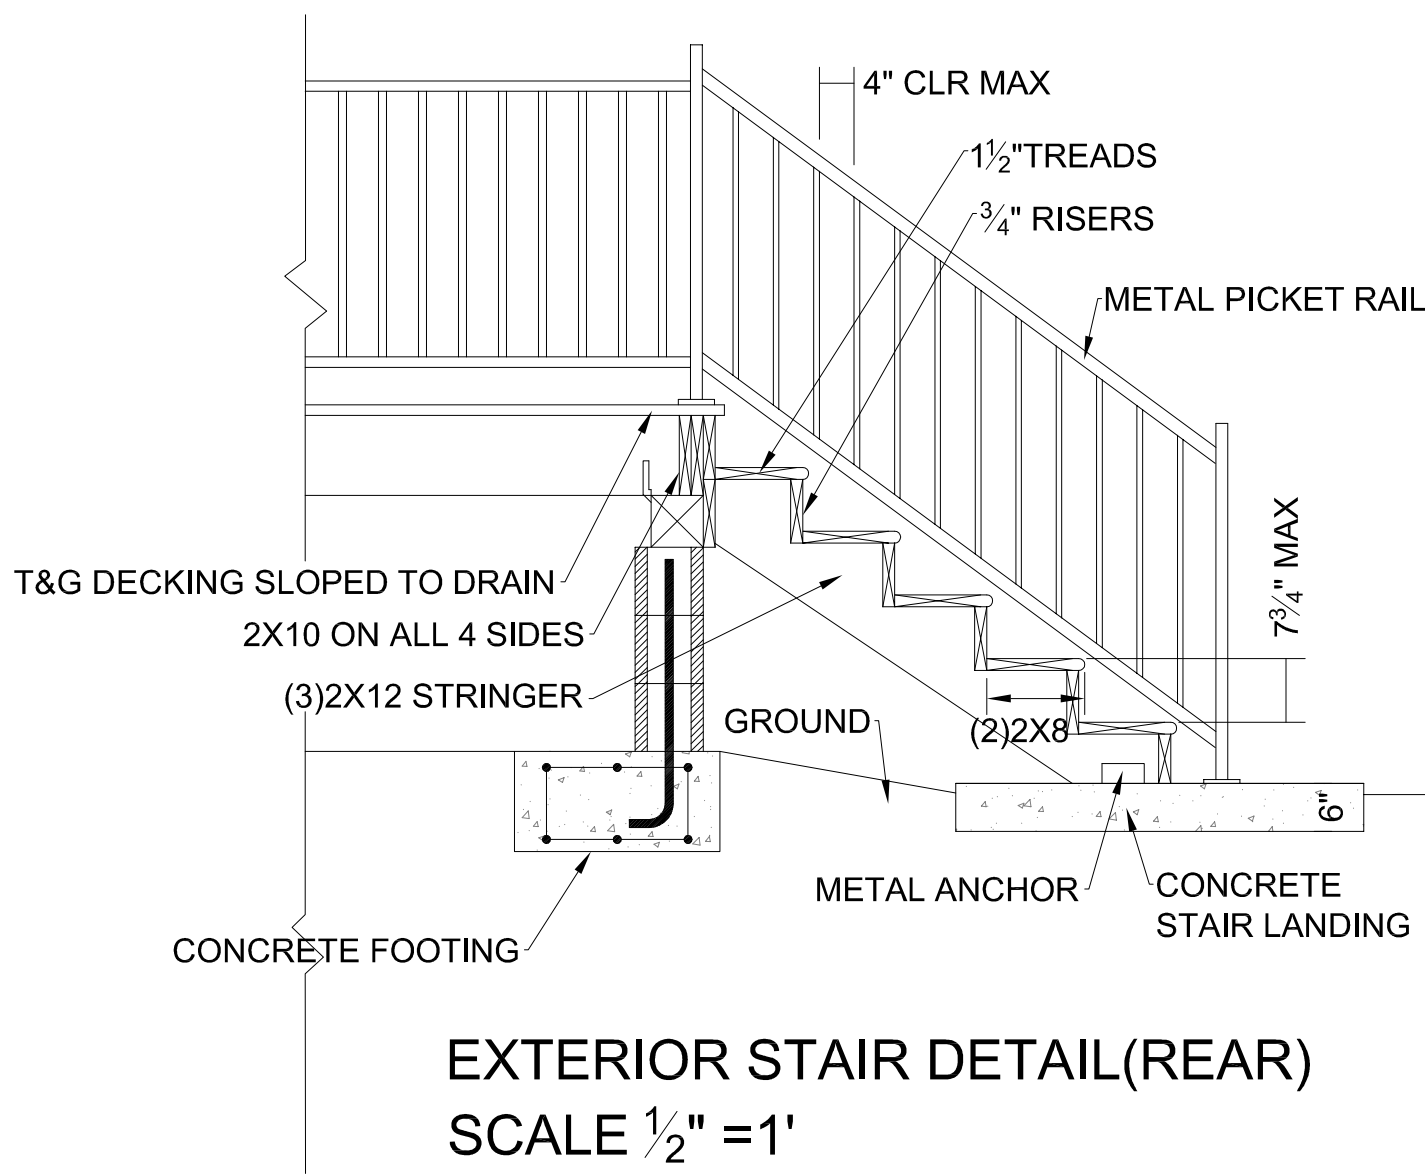 4" CLR MAX
1½"TREADS
¾" RISERS
METAL PICKET RAIL
7¾" MAX
T&G DECKING SLOPED TO DRAIN
2X10 ON ALL 4 SIDES
(3)2X12 STRINGER
GROUND
(2)2X8
6"
METAL ANCHOR
CONCRETE
STAIR LANDING
CONCRETE FOOTING
EXTERIOR STAIR DETAIL(REAR)
SCALE ½" =1'